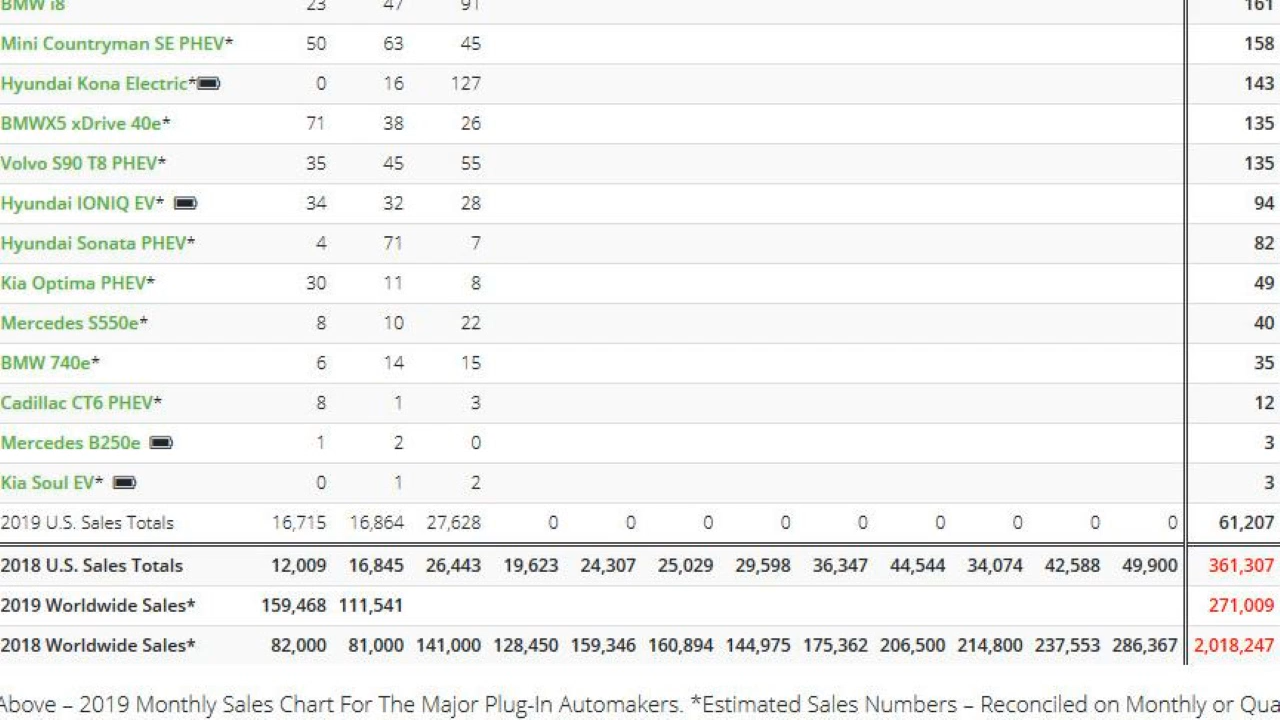 BMW i8 23 47 91 161
Mini Countryman SE PHEV* 50 63 45 158
Hyundai Kona Electric* 0 16 127 143
BMWX5 xDrive 40e* 71 38 26 135
Volvo S90 T8 PHEV* 35 45 55 135
Hyundai IONIQ EV* 34 32 28 94
Hyundai Sonata PHEV* 4 71 7 82
Kia Optima PHEV* 30 11 8 49
Mercedes S550e* 8 10 22 40
BMW 740e* 6 14 15 35
Cadillac CT6 PHEV* 8 1 3 12
Mercedes B250e 1 2 0 3
Kia Soul EV* 0 1 2 3
2019 U.S. Sales Totals 16,715 16,864 27,628 0 0 0 0 0 0 0 0 0 61,207
2018 U.S. Sales Totals 12,009 16,845 26,443 19,623 24,307 25,029 29,598 36,347 44,544 34,074 42,588 49,900 361,307
2019 Worldwide Sales* 159,468 111,541 271,009
2018 Worldwide Sales* 82,000 81,000 141,000 128,450 159,346 160,894 144,975 175,362 206,500 214,800 237,553 286,367 2,018,247
Above – 2019 Monthly Sales Chart For The Major Plug-In Automakers. *Estimated Sales Numbers – Reconciled on Monthly or Qua